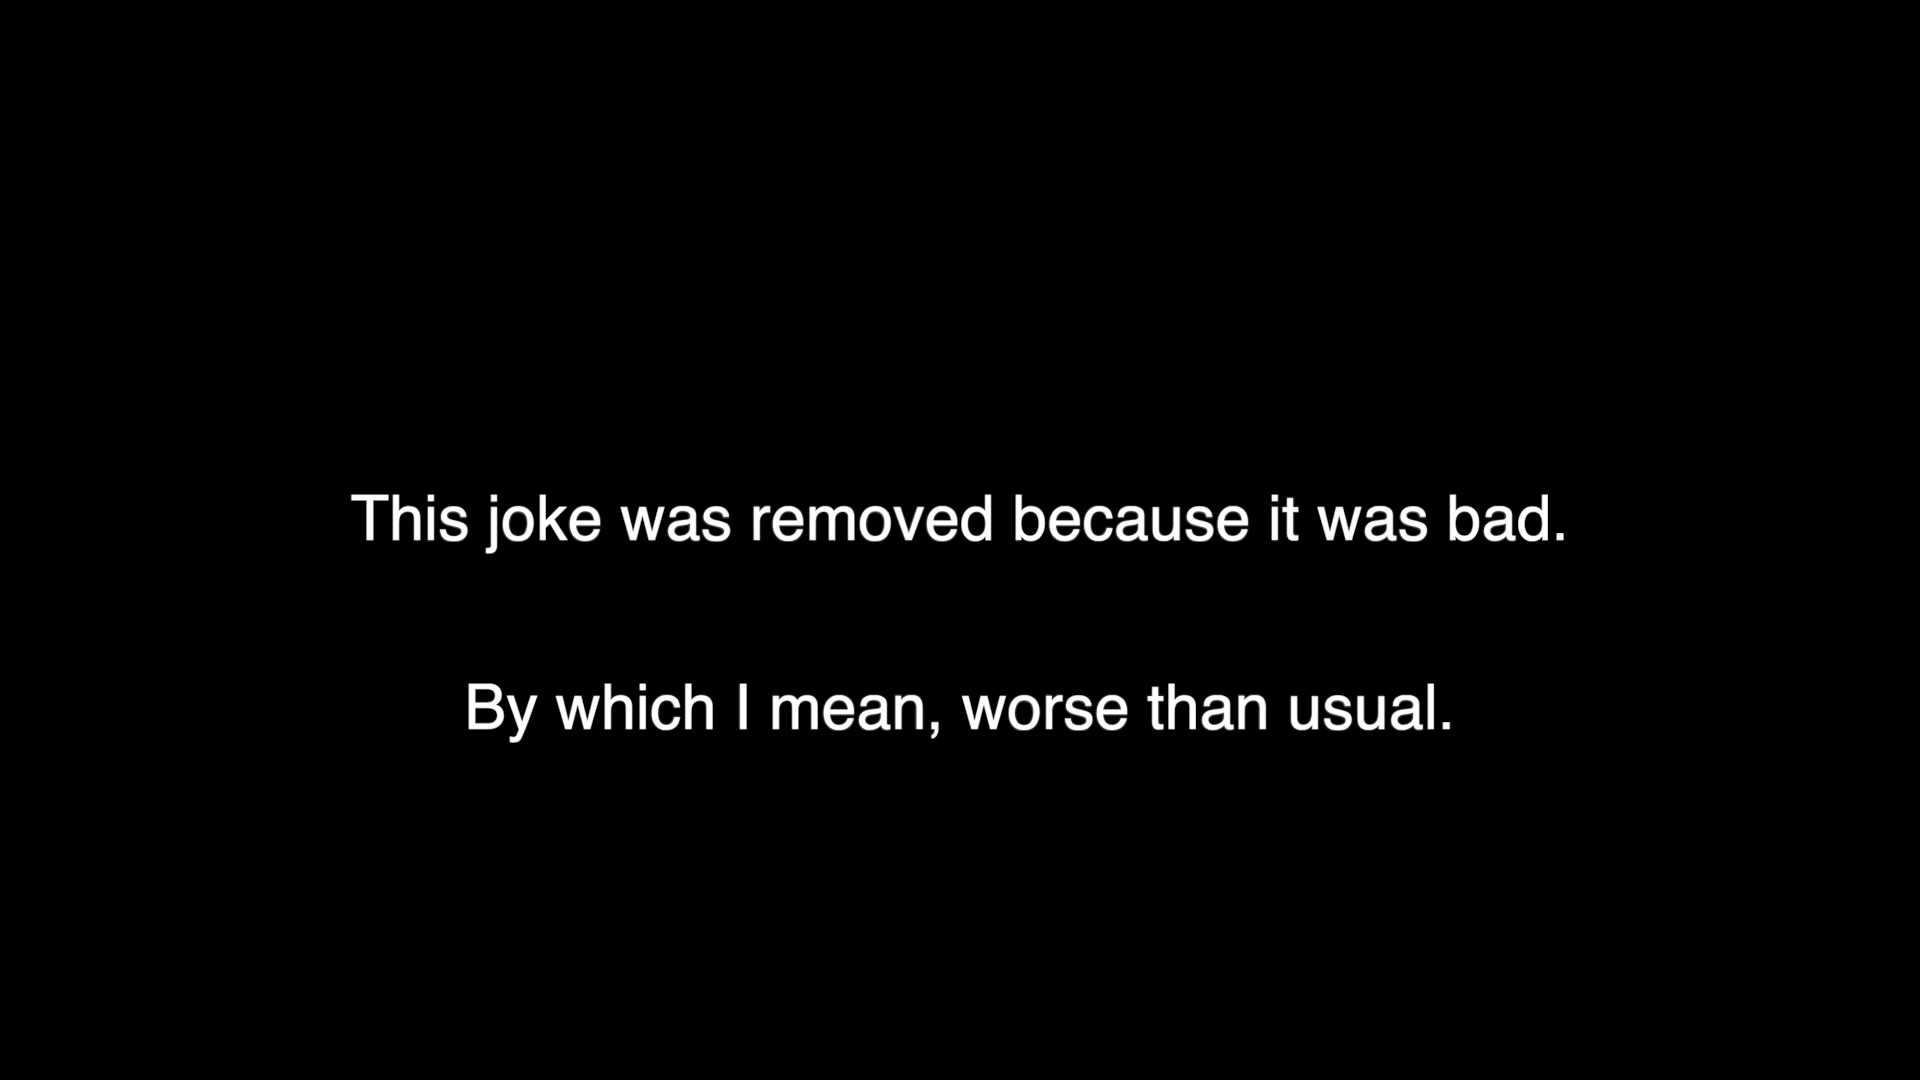 This joke was removed because it was bad.
By which I mean, worse than usual.